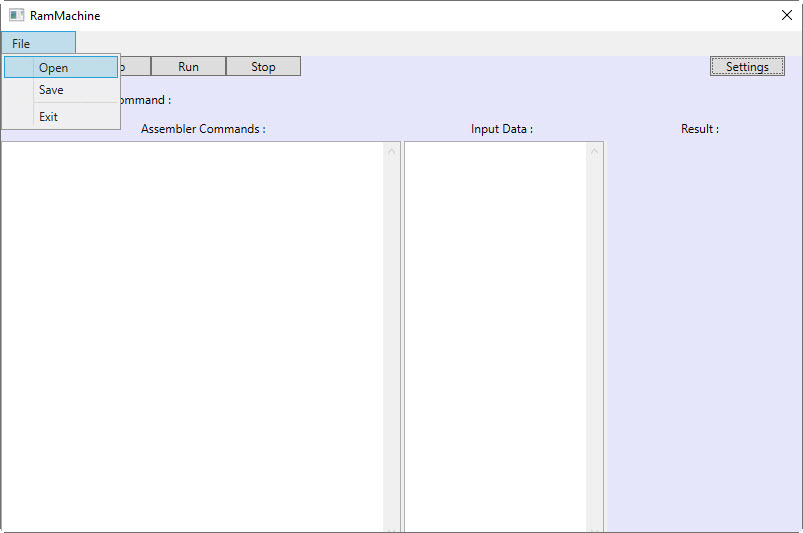 RamMachine
File
Open
Run Stop Settings
Save
ommand :
Exit
Assembler Commands : Input Data : Result :